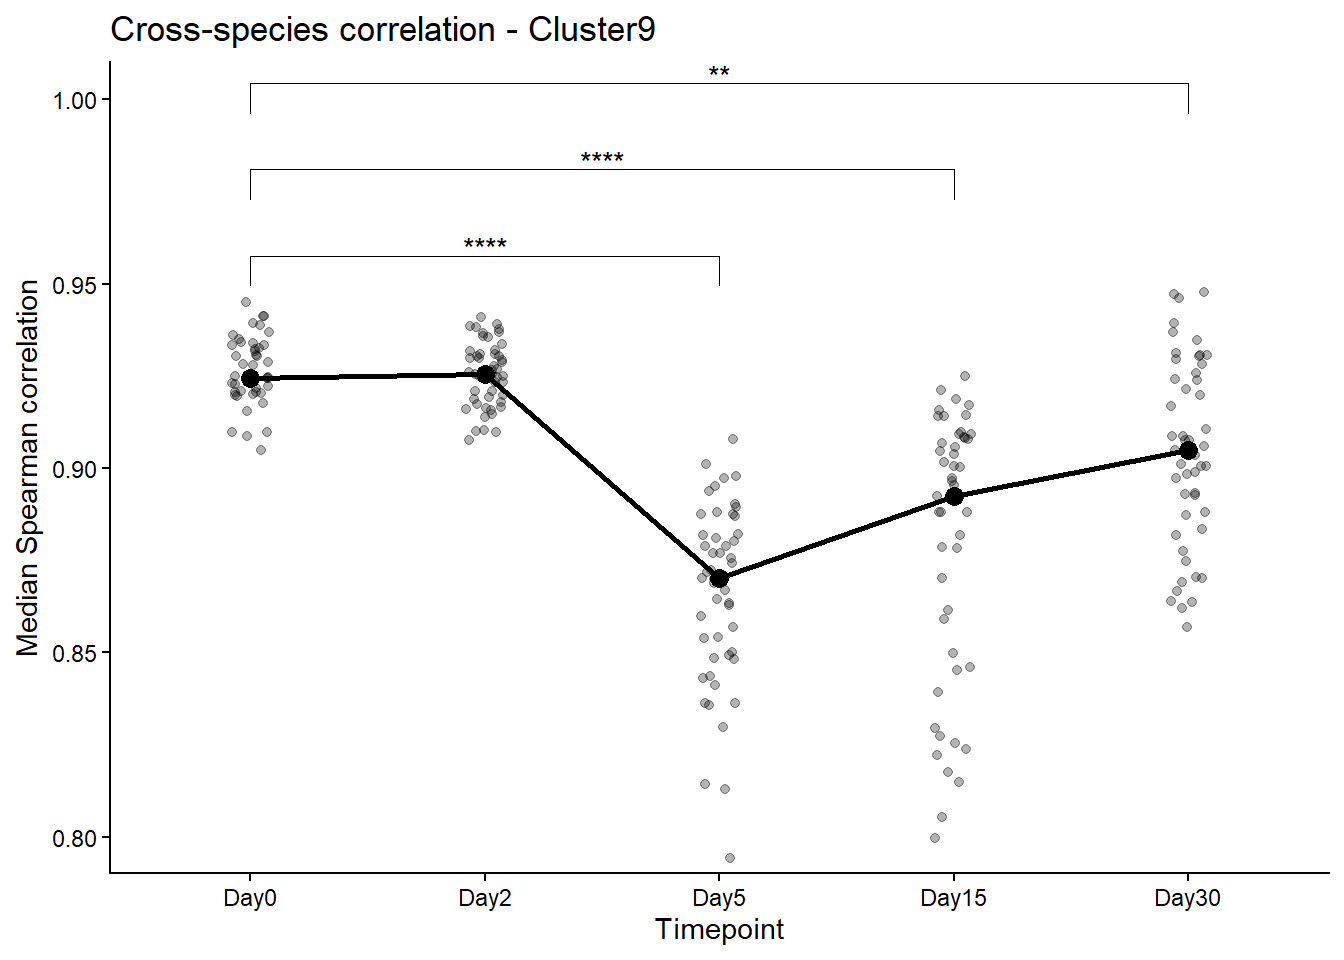 Cross-species correlation - Cluster9
**
1.00
****
****
0.95
0.90
0.85
0.80
Median Spearman correlation
Day0 Day2 Day5 Day15 Day30
Timepoint